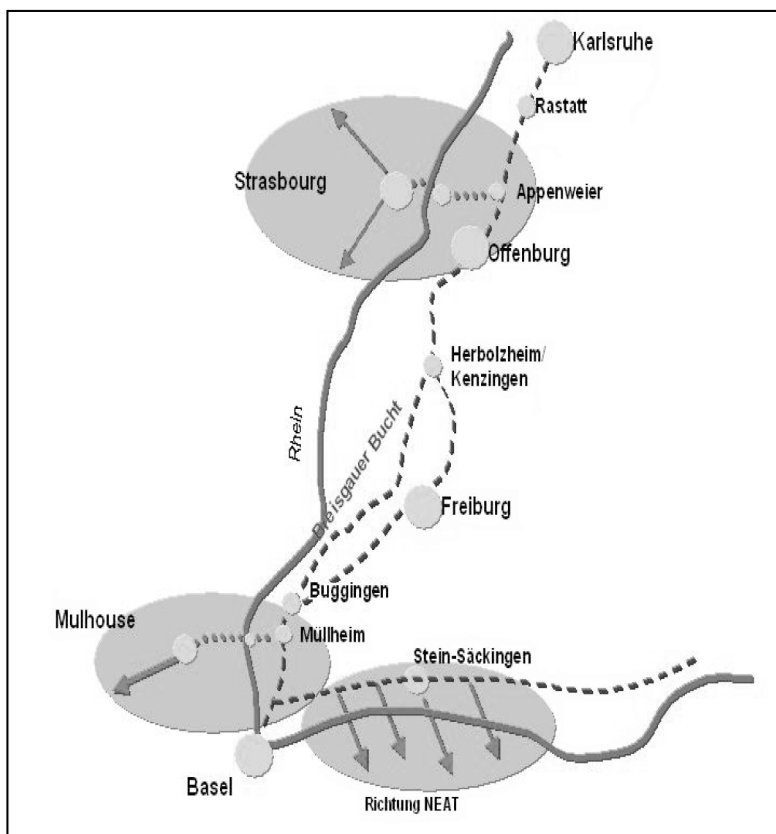 Karlsruhe
Rastatt
Strasbourg
Appenweier
Offenburg
Herbolzheim/
Kenzingen
Rhein
Breisgauer Bucht
Freiburg
Buggingen
Mulhouse
Müllheim
Stein-Säckingen
Basel
Richtung NEAT